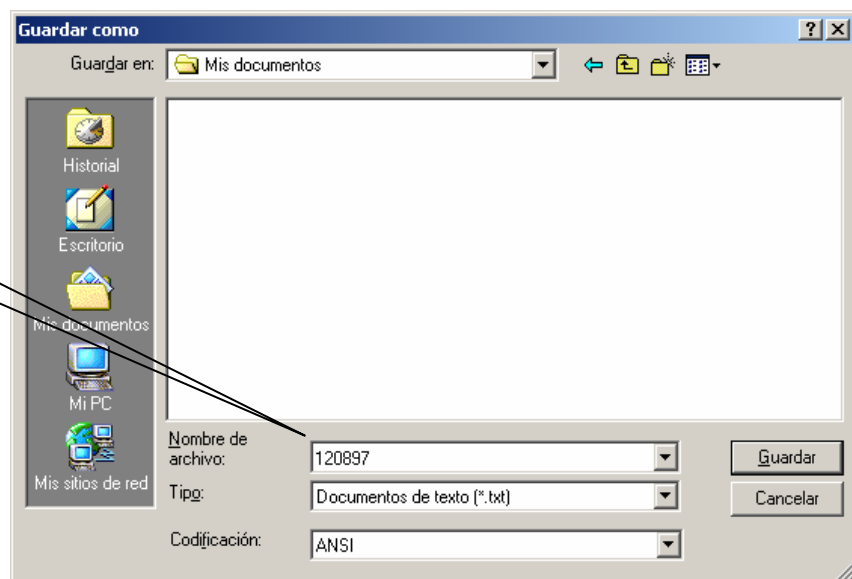 Guardar como
Guardar en: Mis documentos
Historial
Escritorio
Mis documentos
Mi PC
Mis sitios de red
Nombre de
archivo: 120897 Guardar
Tipo: Documentos de texto (*.txt) Cancelar
Codificación: ANSI